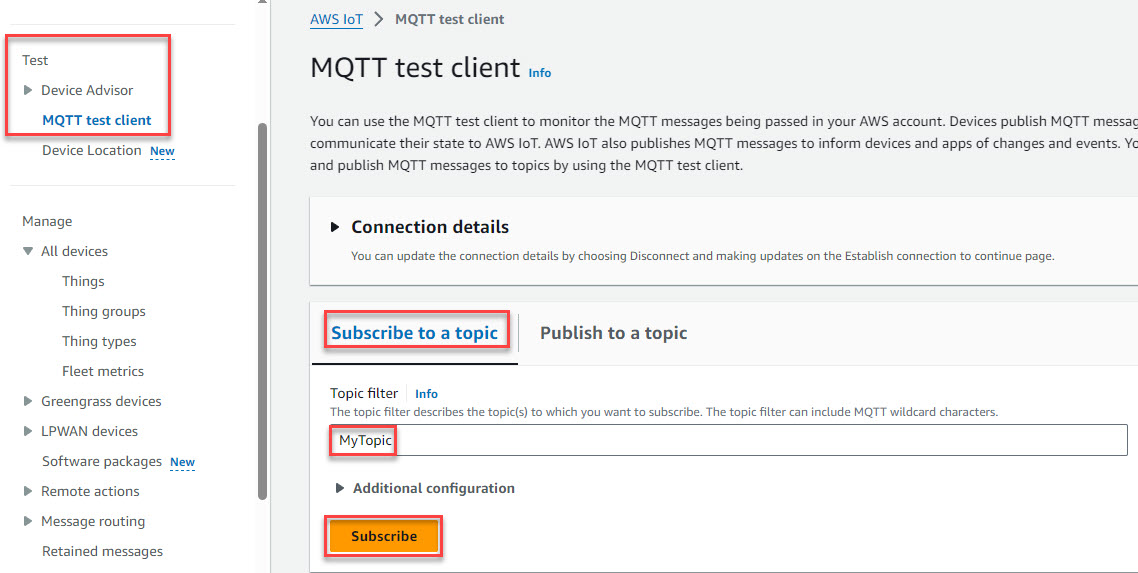 Test
Device Advisor
MQTT test client
Device Location New
Manage
All devices
Things
Thing groups
Thing types
Fleet metrics
Greengrass devices
LPWAN devices
Software packages New
Remote actions
Message routing
Retained messages
AWS IoT > MQTT test client
MQTT test client Info
You can use the MQTT test client to monitor the MQTT messages being passed in your AWS account. Devices publish MQTT
communicate their state to AWS IoT. AWS IoT also publishes MQTT messages to inform devices and apps of changes and events.
and publish MQTT messages to topics by using the MQTT test client.
Connection details
You can update the connection details by choosing Disconnect and making updates on the Establish connection to continue page.
Subscribe to a topic
Publish to a topic
Topic filter Info
The topic filter describes the topic(s) to which you want to subscribe. The topic filter can include MQTT wildcard characters.
MyTopic
Additional configuration
Subscribe